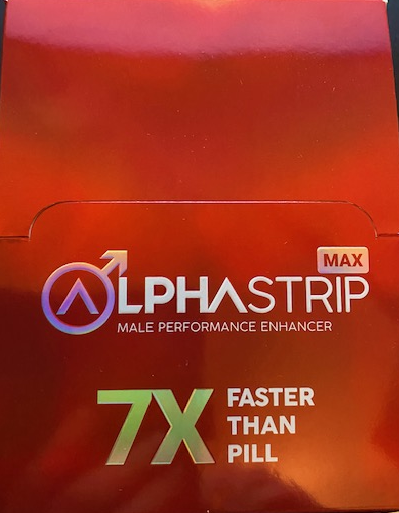 MAX
ALPHASTRIP
MALE PERFORMANCE ENHANCER
7X
FASTER
THAN
PILL